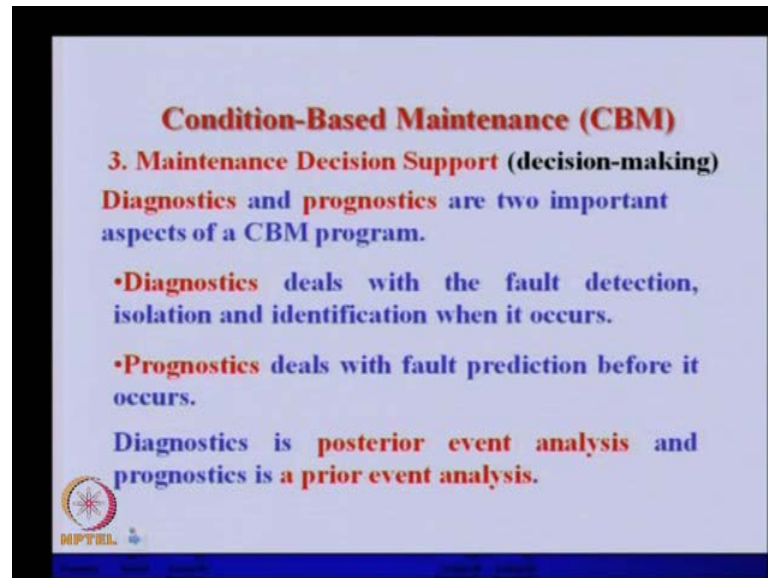 Condition-Based Maintenance (CBM)
3. Maintenance Decision Support (decision-making)
Diagnostics and prognostics are two important
aspects of a CBM program.
•Diagnostics deals with the fault detection,
isolation and identification when it occurs.
•Prognostics deals with fault prediction before it
occurs.
Diagnostics is posterior event analysis and
prognostics is a prior event analysis.
NPTEL